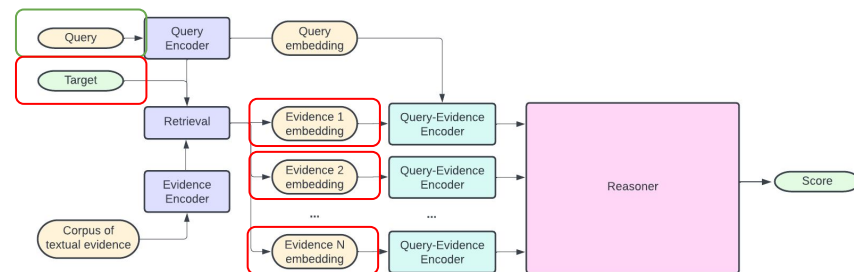 Query
Query
Encoder
Query
embedding
Target
Retrieval
Evidence 1
embedding
Query-Evidence
Encoder
Evidence 2
embedding
Query-Evidence
Encoder
Reasoner
Score
Evidence
Encoder
...
...
Corpus of
textual evidence
Evidence N
embedding
Query-Evidence
Encoder